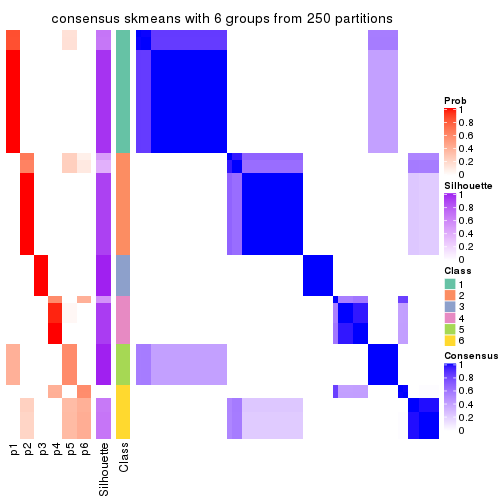 consensus skmeans with 6 groups from 250 partitions
Prob
1
0.8
0.6
0.4
0.2
0
Silhouette
1
0.8
0.6
0.4
0.2
0
Class
1
2
3
4
5
6
Consensus
1
0.8
0.6
0.4
0.2
0
p1
p2
p3
p4
p5
p6
Silhouette
Class